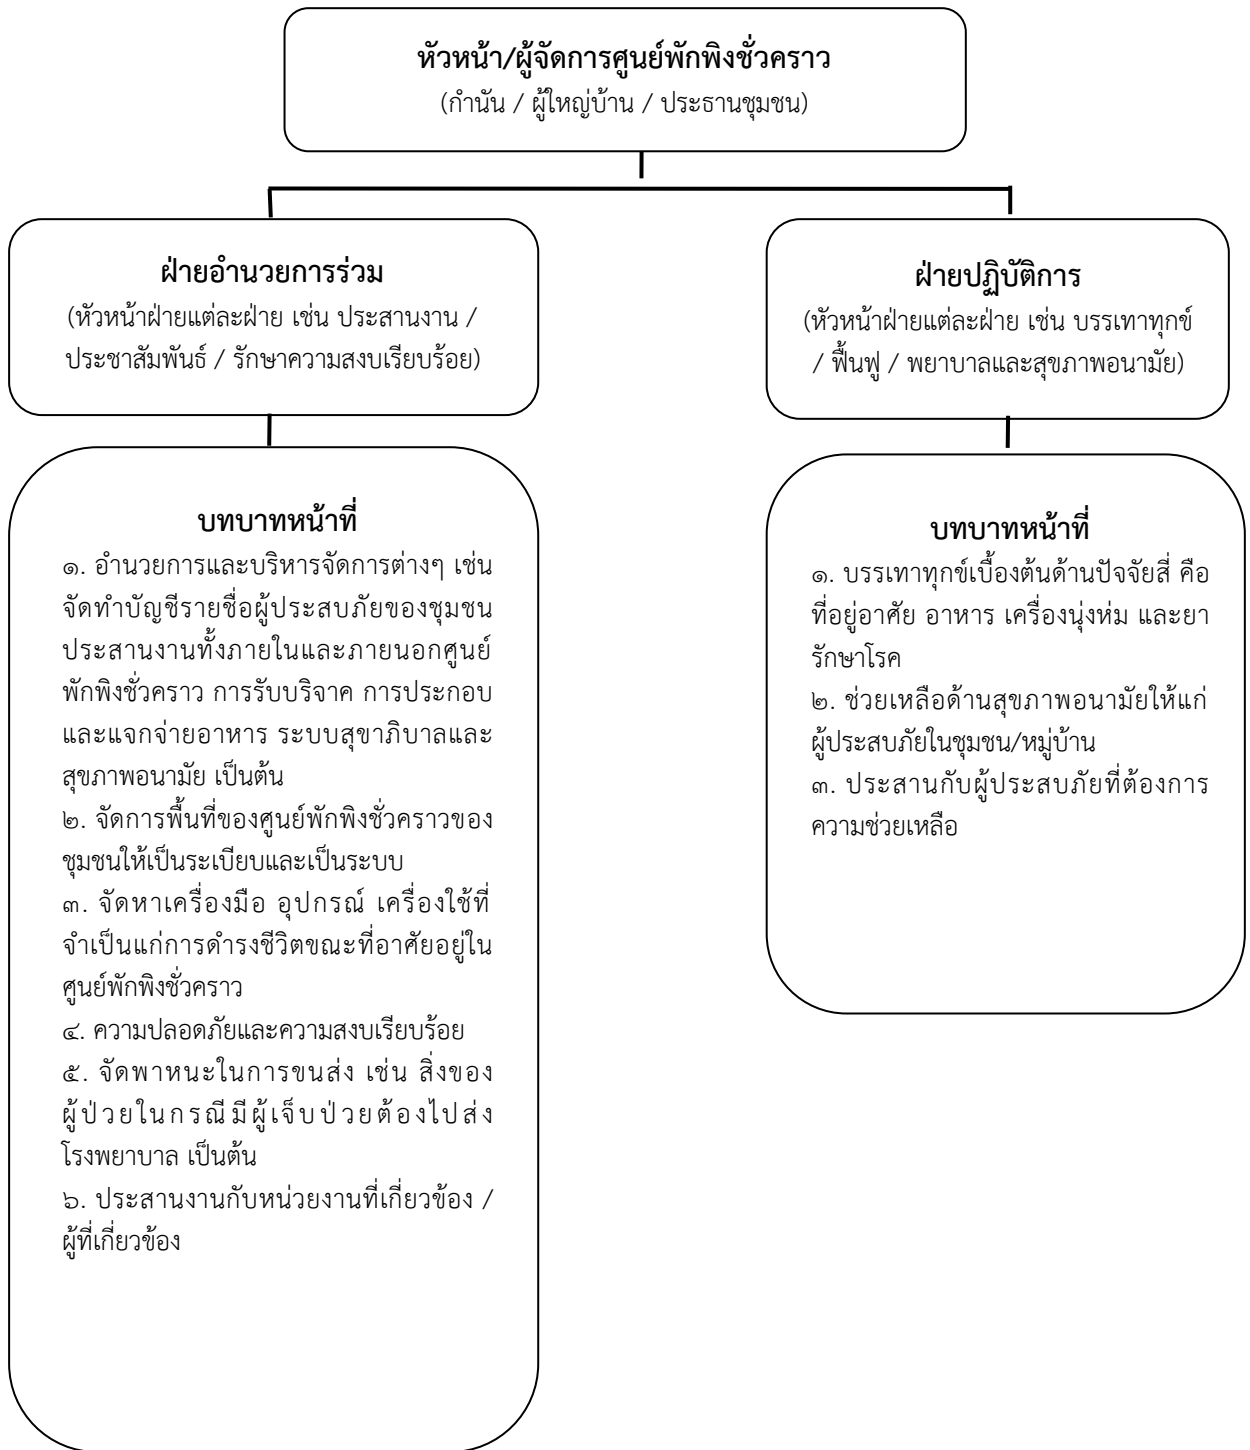 หัวหน้า/ผู้จัดการศูนย์พักพิงชั่วคราว
(กำนัน / ผู้ใหญ่บ้าน / ประธานชุมชน)
ฝ่ายอำนวยการร่วม
(หัวหน้าฝ่ายแต่ละฝ่าย เช่น ประสานงาน /
ประชาสัมพันธ์ / รักษาความสงบเรียบร้อย)
ฝ่ายปฏิบัติการ
(หัวหน้าฝ่ายแต่ละฝ่าย เช่น บรรเทาทุกข์
/ ฟื้นฟู / พยาบาลและสุขภาพอนามัย)
บทบาทหน้าที่
๑. อำนวยการและบริหารจัดการต่างๆ เช่น
จัดทำบัญชีรายชื่อผู้ประสบภัยของชุมชน
ประสานงานทั้งภายในและภายนอกศูนย์
พักพิงชั่วคราว การรับบริจาค การประกอบ
และแจกจ่ายอาหาร ระบบสุขาภิบาลและ
สุขภาพอนามัย เป็นต้น
๒. จัดการพื้นที่ของศูนย์พักพิงชั่วคราวของ
ชุมชนให้เป็นระเบียบและเป็นระบบ
๓. จัดหาเครื่องมือ อุปกรณ์ เครื่องใช้ที่
จำเป็นแก่การดำรงชีวิตขณะที่อาศัยอยู่ใน
ศูนย์พักพิงชั่วคราว
๔. ความปลอดภัยและความสงบเรียบร้อย
๕. จัดพาหนะในการขนส่ง เช่น สิ่งของ
ผู้ป่วยในกรณีมีผู้เจ็บป่วยต้องไปส่ง
โรงพยาบาล เป็นต้น
๖. ประสานงานกับหน่วยงานที่เกี่ยวข้อง /
ผู้ที่เกี่ยวข้อง
บทบาทหน้าที่
๑. บรรเทาทุกข์เบื้องต้นด้านปัจจัยสี่ คือ
ที่อยู่อาศัย อาหาร เครื่องนุ่งห่ม และยา
รักษาโรค
๒. ช่วยเหลือด้านสุขภาพอนามัยให้แก่
ผู้ประสบภัยในชุมชน/หมู่บ้าน
๓. ประสานกับผู้ประสบภัยที่ต้องการ
ความช่วยเหลือ